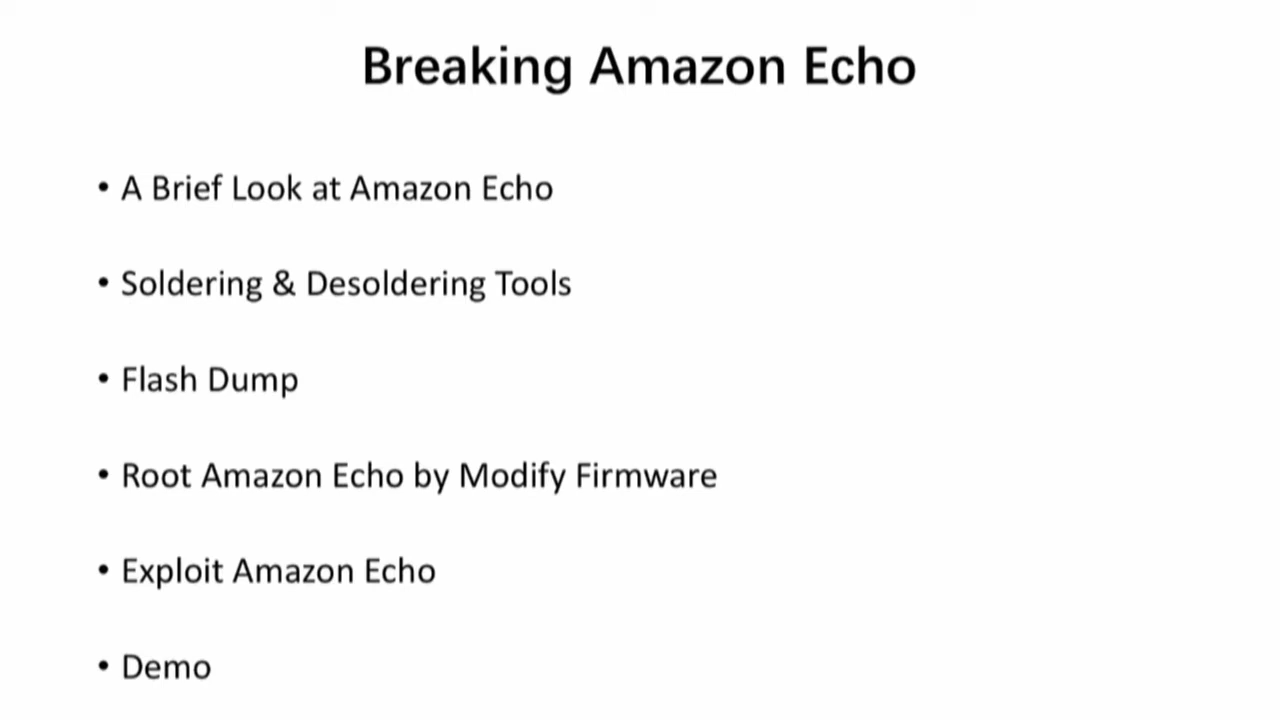 Breaking Amazon Echo
• A Brief Look at Amazon Echo
• Soldering & Desoldering Tools
• Flash Dump
• Root Amazon Echo by Modify Firmware
• Exploit Amazon Echo
• Demo